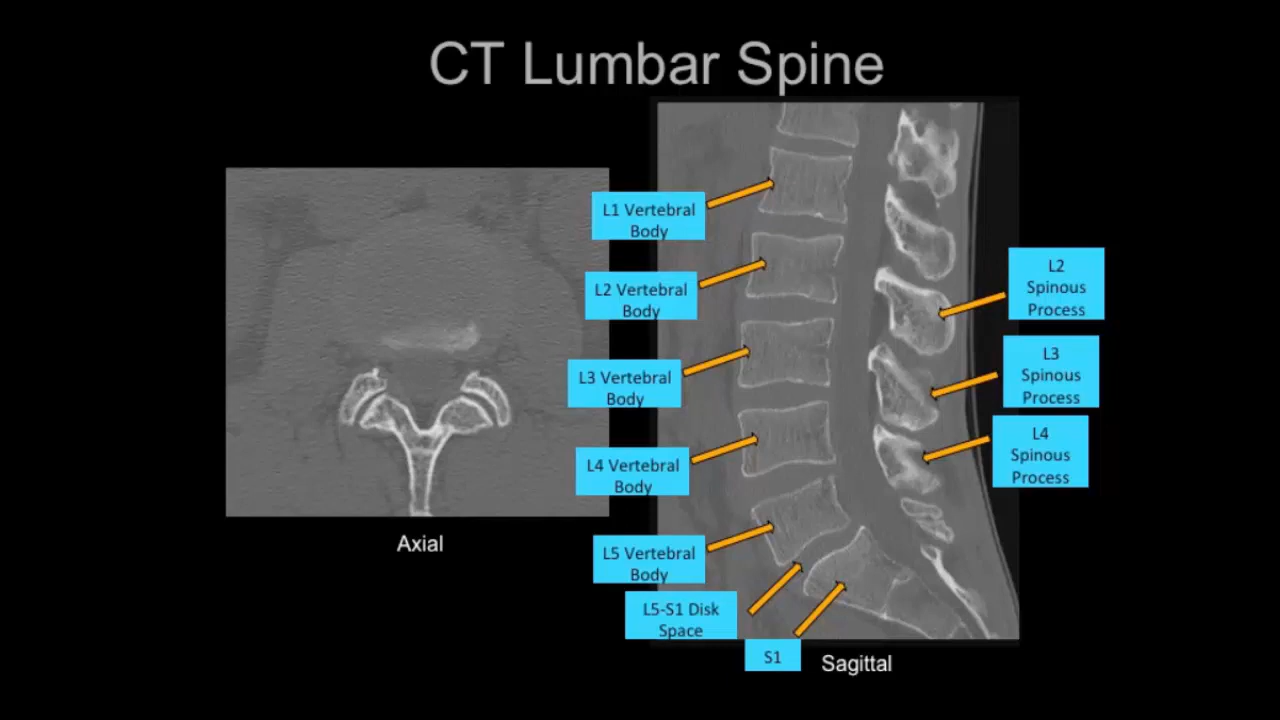 CT Lumbar Spine
L1 Vertebral
Body
L2 Vertebral
Body
L3 Vertebral
Body
L4 Vertebral
Body
L5 Vertebral
Body
L5-S1 Disk
Space
S1
L2
Spinous
Process
L3
Spinous
Process
L4
Spinous
Process
Axial
Sagittal